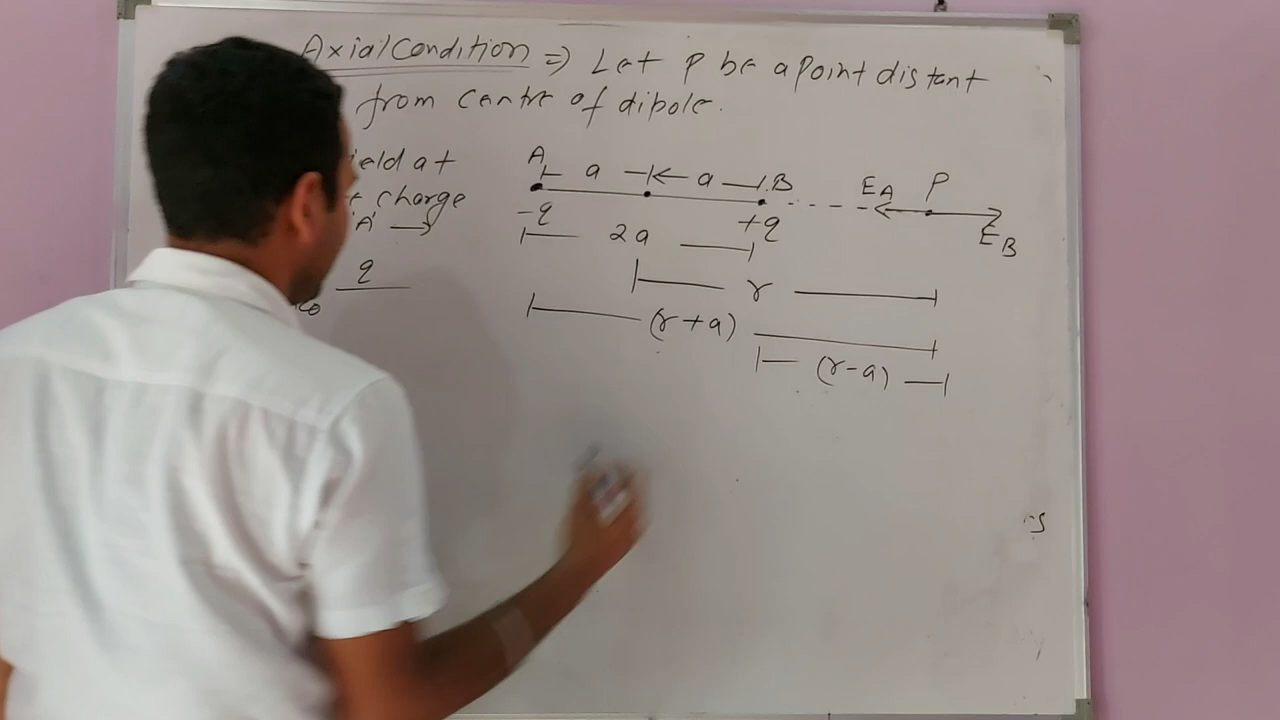 Axial Condition ⇒ Let P be a point distant
from centre of dipole.
ield at
charge
'A' →
q
A a a B
E_A P
-q +q
E_B
2a
r
(r+a)
(r-a)